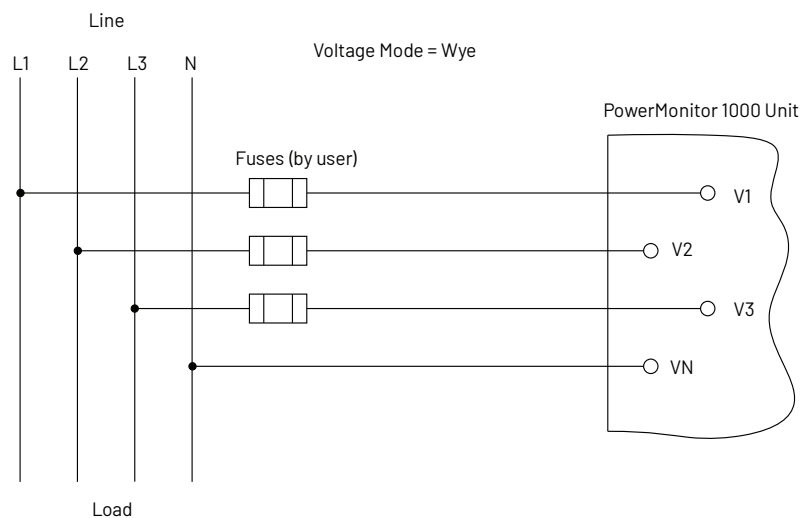 Line
Voltage Mode = Wye
L1 L2 L3 N
PowerMonitor 1000 Unit
Fuses (by user)
V1
V2
V3
VN
Load